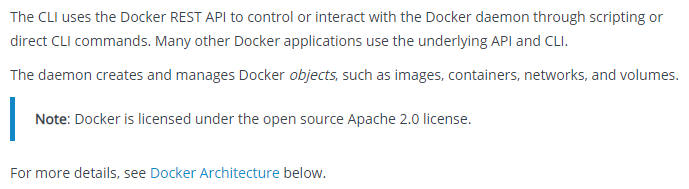 The CLI uses the Docker REST API to control or interact with the Docker daemon through scripting or
direct CLI commands. Many other Docker applications use the underlying API and CLI.
The daemon creates and manages Docker objects, such as images, containers, networks, and volumes.
Note: Docker is licensed under the open source Apache 2.0 license.
For more details, see Docker Architecture below.